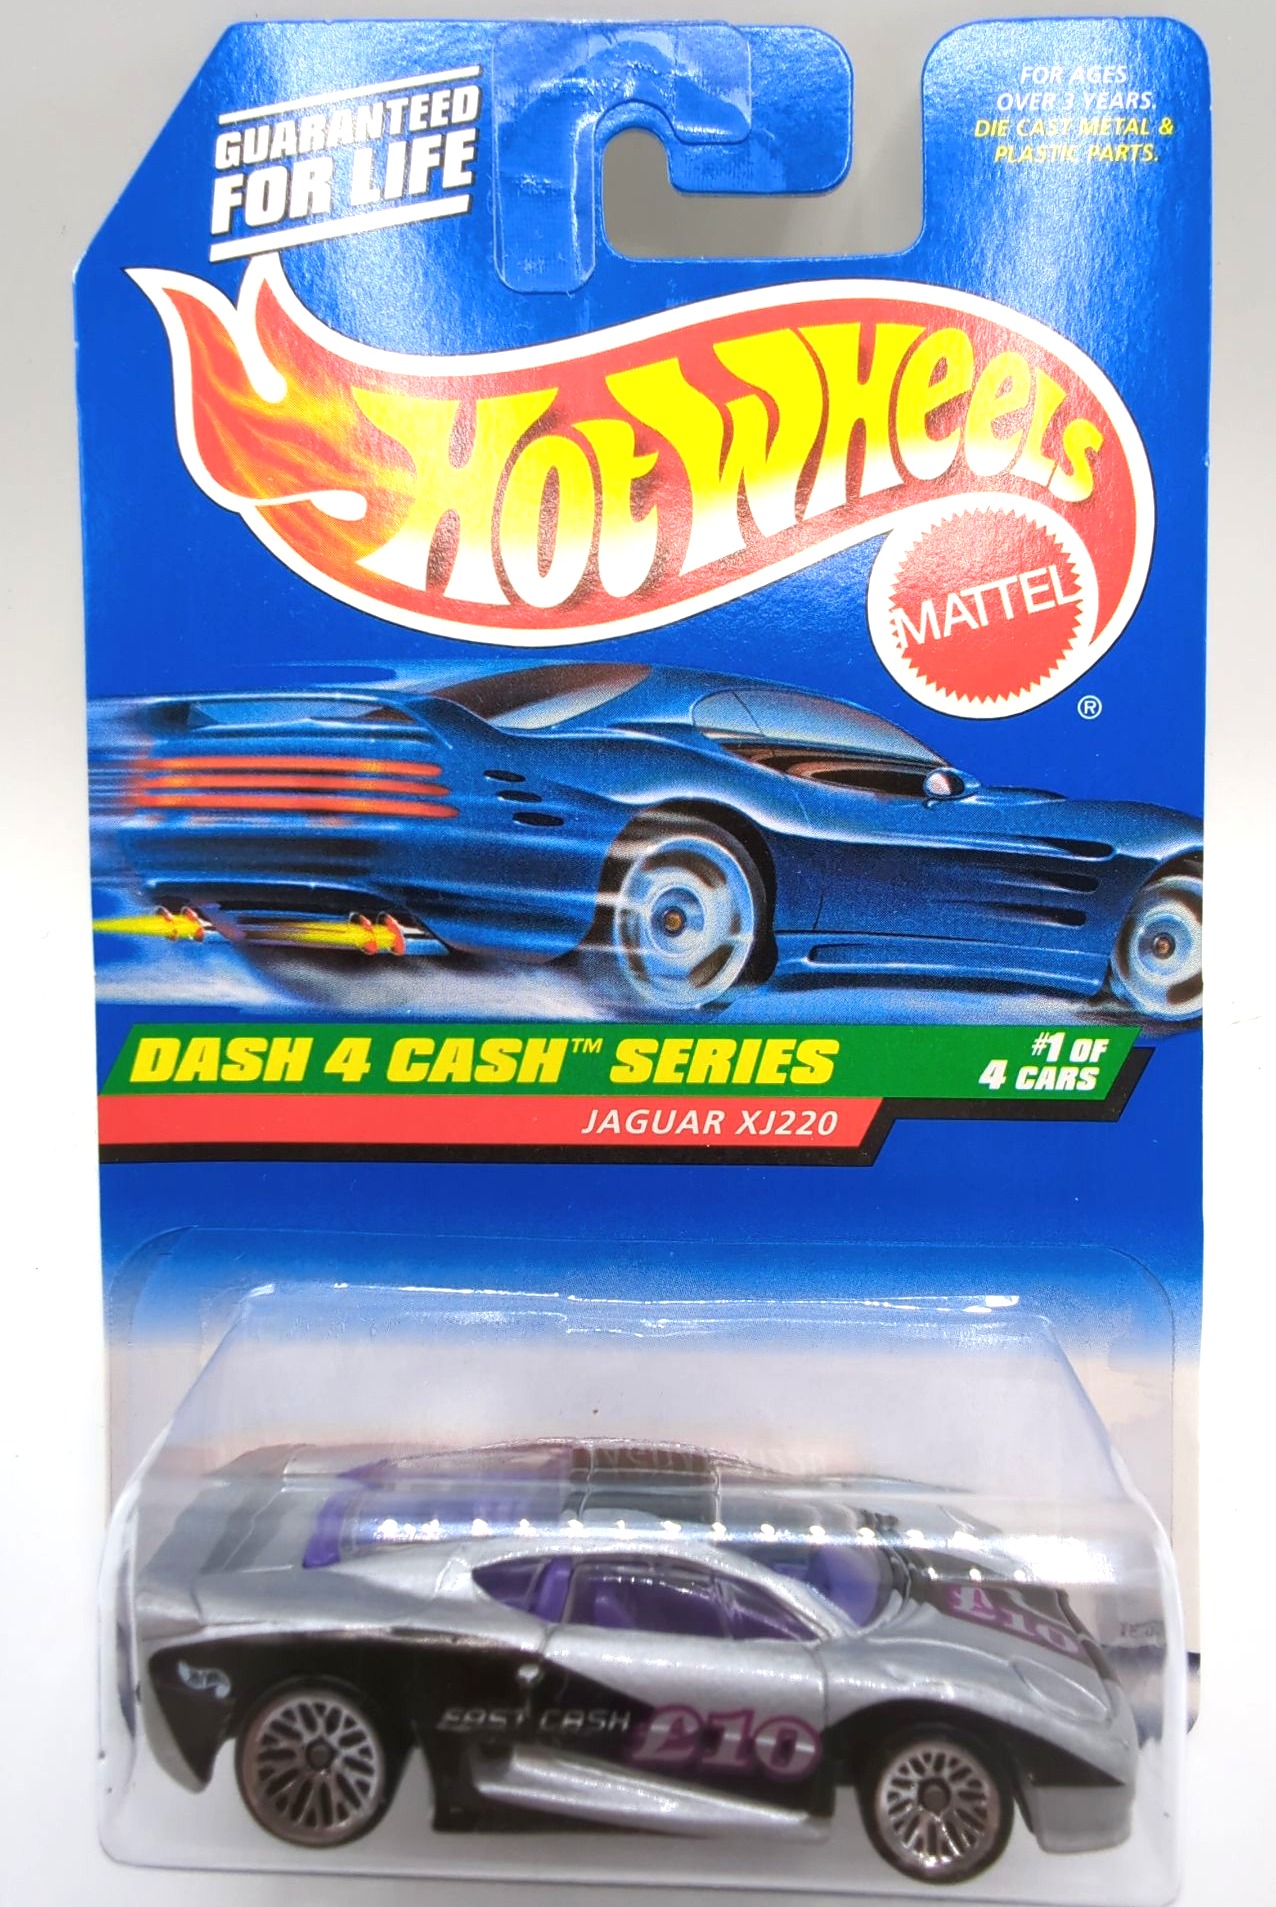 GUARANTEED
FOR LIFE
FOR AGES
OVER 3 YEARS.
DIE CAST METAL &
PLASTIC PARTS.
HOT WHEELS
MATTEL
®
DASH 4 CASH™ SERIES
#1 OF
4 CARS
JAGUAR XJ220
£10
FAST CASH £10